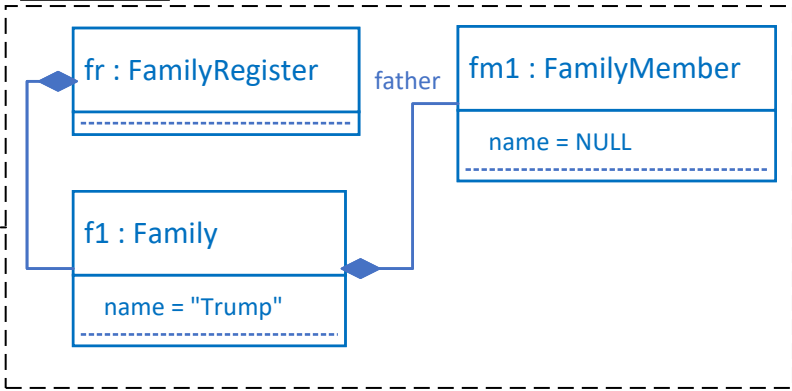 fr : FamilyRegister
father
fm1 : FamilyMember
name = NULL
f1 : Family
name = "Trump"